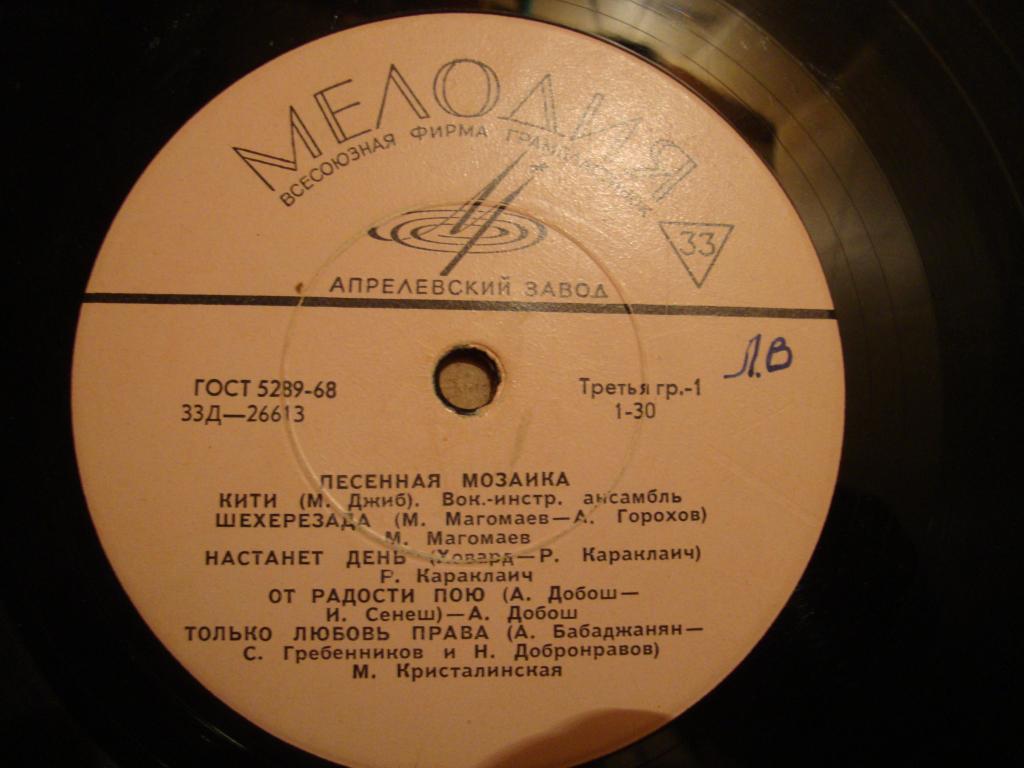 МЕЛОДИЯ
ВСЕСОЮЗНАЯ ФИРМА ГРАМПЛАСТИНОК
33
АПРЕЛЕВСКИЙ ЗАВОД
Л.В
ГОСТ 5289-68
33Д—26613
Третья гр.-1
1-30
ПЕСЕННАЯ МОЗАИКА
КИТИ (М. Джиб). Вок.-инстр. ансамбль
ШЕХЕРЕЗАДА (М. Магомаев—А. Горохов)
М. Магомаев
НАСТАНЕТ ДЕНЬ (Ховард—Р. Караклаич)
Р. Караклаич
ОТ РАДОСТИ ПОЮ (А. Добош—
И. Сенеш)—А. Добош
ТОЛЬКО ЛЮБОВЬ ПРАВА (А. Бабаджанян—
С. Гребенников и Н. Добронравов)
М. Кристалинская